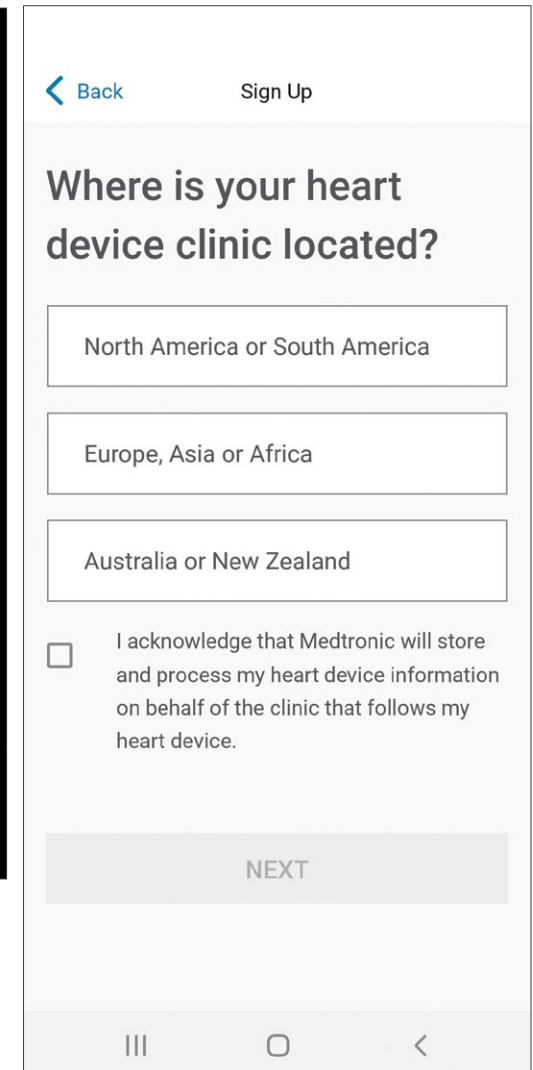 Back
Sign Up
Where is your heart
device clinic located?
North America or South America
Europe, Asia or Africa
Australia or New Zealand
I acknowledge that Medtronic will store
and process my heart device information
on behalf of the clinic that follows my
heart device.
NEXT